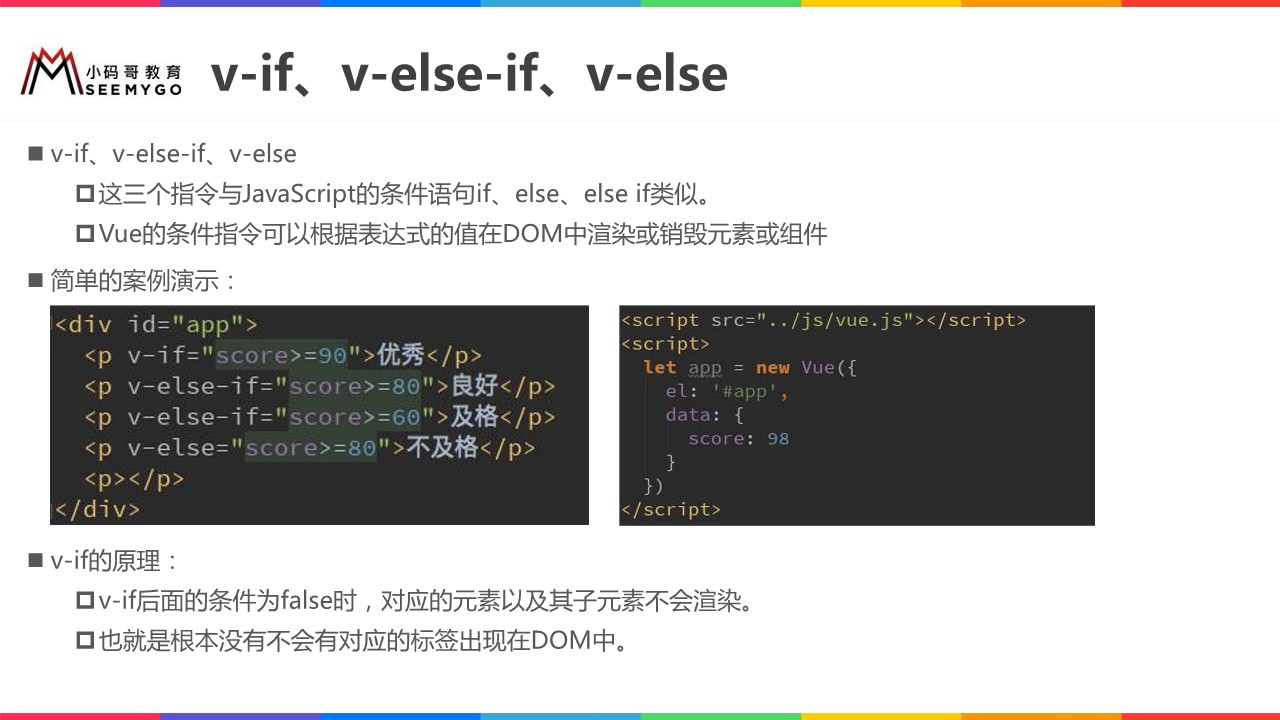 小码哥教育
SEEMYGO
v-if、v-else-if、v-else
v-if、v-else-if、v-else
这三个指令与JavaScript的条件语句if、else、else if类似。
Vue的条件指令可以根据表达式的值在DOM中渲染或销毁元素或组件
简单的案例演示：
<div id="app">
<p v-if="score>=90">优秀</p>
<p v-else-if="score>=80">良好</p>
<p v-else-if="score>=60">及格</p>
<p v-else="score>=80">不及格</p>
<p></p>
</div>
<script src="../js/vue.js"></script>
<script>
let app = new Vue({
el: '#app',
data: {
score: 98
}
})
</script>
v-if的原理：
v-if后面的条件为false时，对应的元素以及其子元素不会渲染。
也就是根本没有不会有对应的标签出现在DOM中。